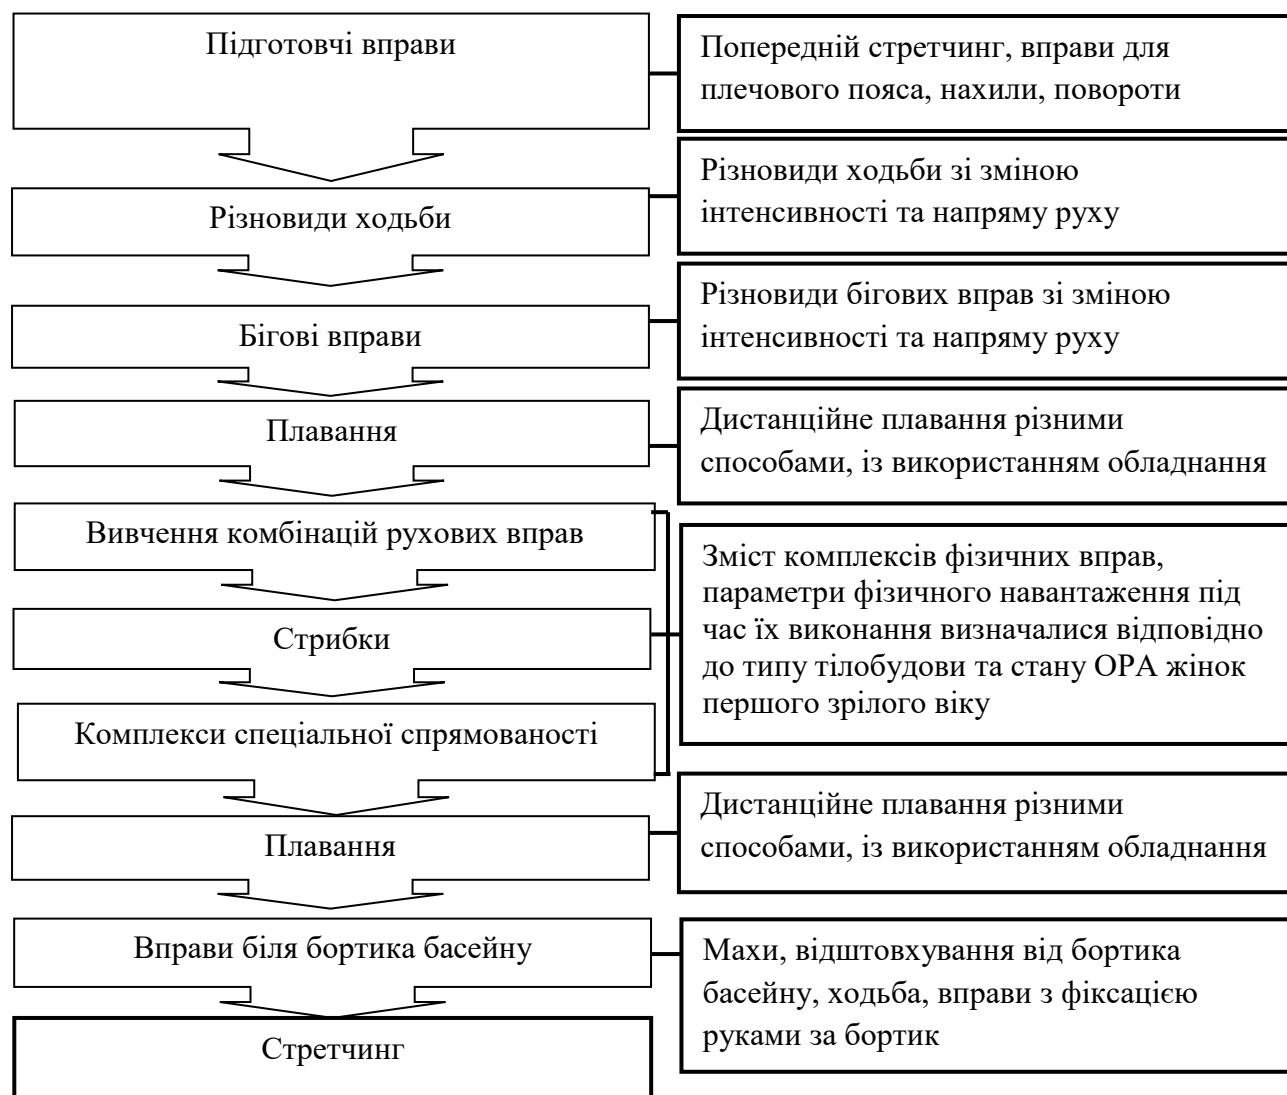 Підготовчі вправи
Попередній стретчинг, вправи для
плечового пояса, нахили, повороти
Різновиди ходьби
Різновиди ходьби зі зміною
інтенсивності та напряму руху
Бігові вправи
Різновиди бігових вправ зі зміною
інтенсивності та напряму руху
Плавання
Дистанційне плавання різними
способами, із використанням обладнання
Вивчення комбінацій рухових вправ
Стрибки
Комплекси спеціальної спрямованості
Зміст комплексів фізичних вправ,
параметри фізичного навантаження під
час їх виконання визначалися відповідно
до типу тілобудови та стану ОРА жінок
першого зрілого віку
Плавання
Дистанційне плавання різними
способами, із використанням обладнання
Вправи біля бортика басейну
Махи, відштовхування від бортика
басейну, ходьба, вправи з фіксацією
руками за бортик
Стретчинг